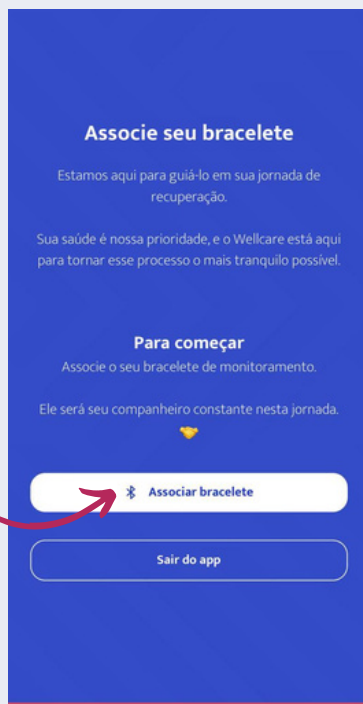 Associe seu bracelete
Estamos aqui para guiá-lo em sua jornada de
recuperação.
Sua saúde é nossa prioridade, e o Wellcare está aqui
para tornar esse processo o mais tranquilo possível.
Para começar
Associe o seu bracelete de monitoramento.
Ele será seu companheiro constante nesta jornada.
Associar bracelete
Sair do app